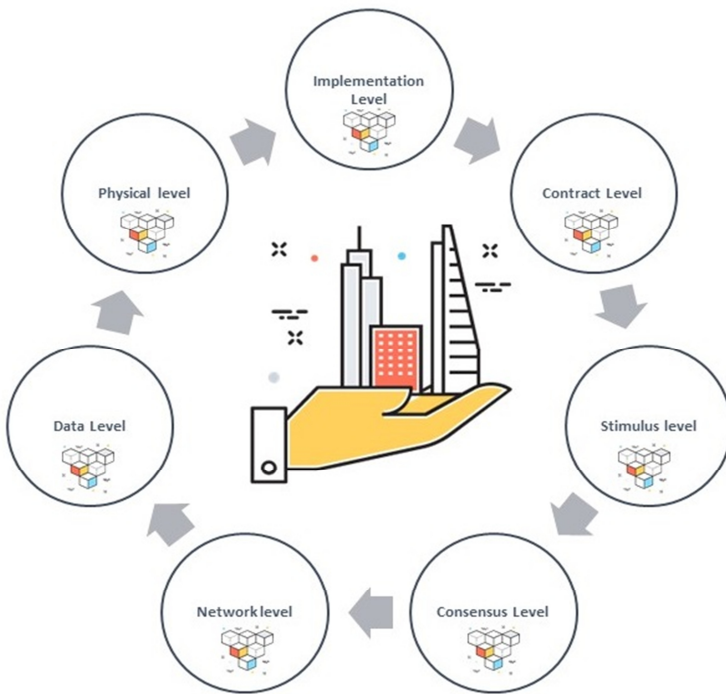 Implementation
Level
Contract Level
Stimulus level
Consensus Level
Network level
Data Level
Physical level